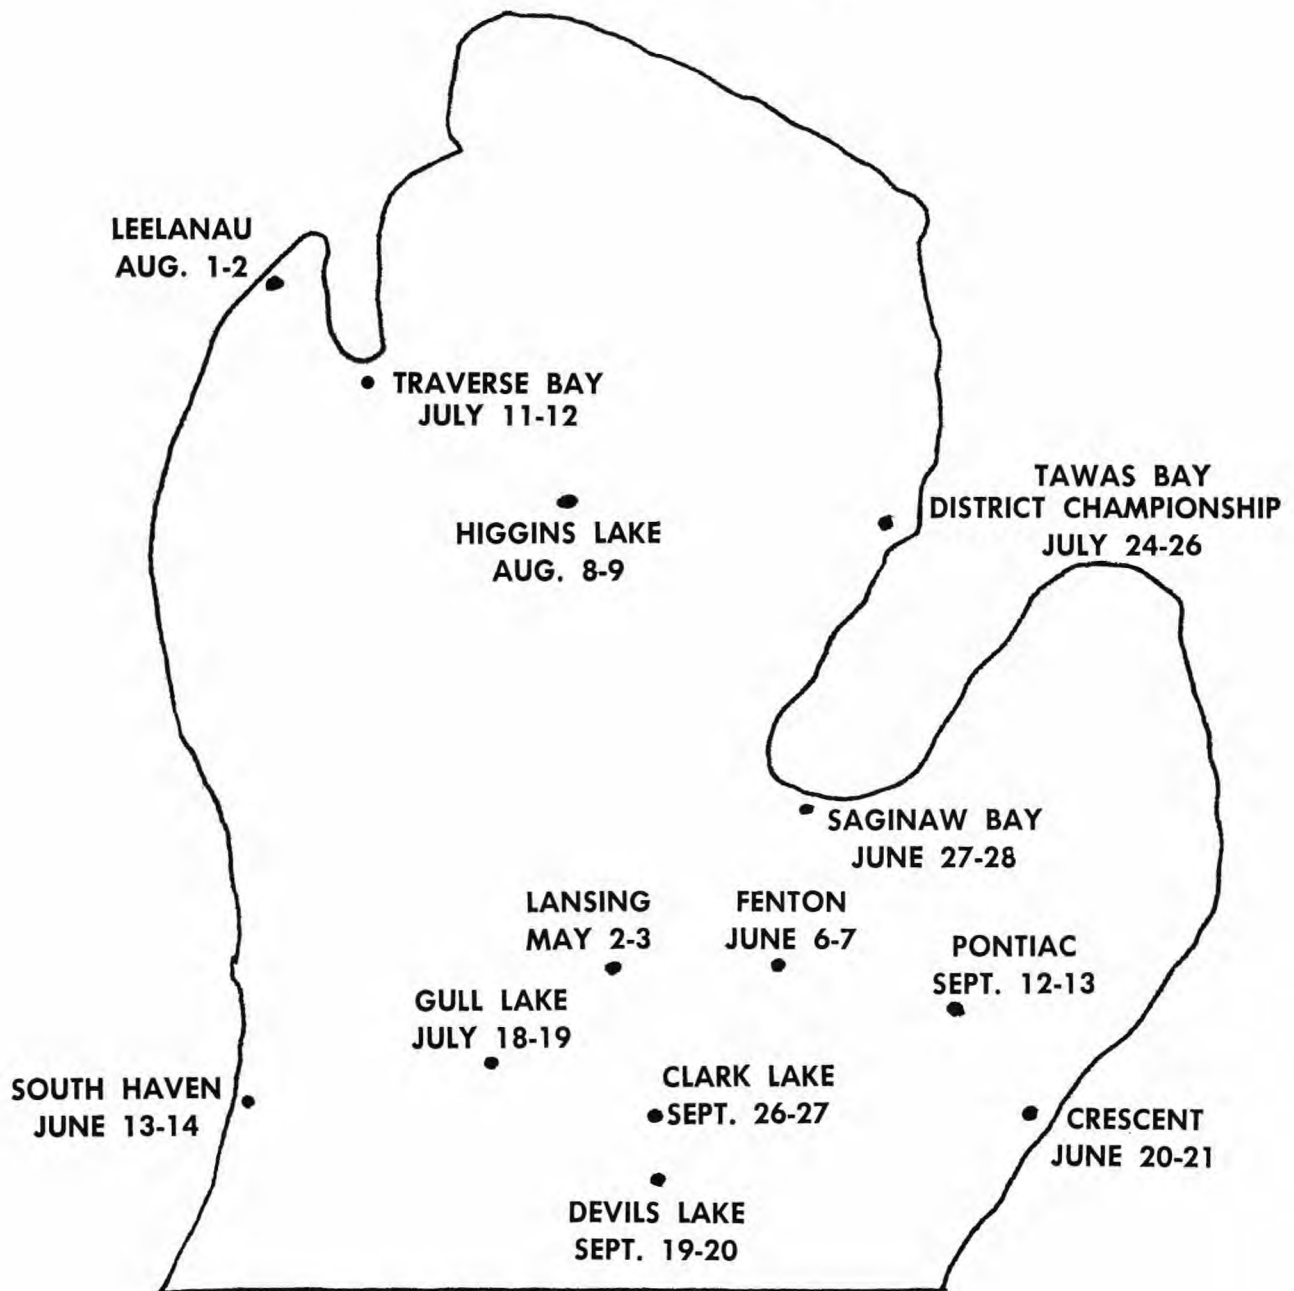 LEELANAU
AUG. 1-2
TRAVERSE BAY
JULY 11-12
HIGGINS LAKE
AUG. 8-9
TAWAS BAY
DISTRICT CHAMPIONSHIP
JULY 24-26
SAGINAW BAY
JUNE 27-28
LANSING
MAY 2-3
FENTON
JUNE 6-7
PONTIAC
SEPT. 12-13
GULL LAKE
JULY 18-19
SOUTH HAVEN
JUNE 13-14
CLARK LAKE
SEPT. 26-27
CRESCENT
JUNE 20-21
DEVILS LAKE
SEPT. 19-20